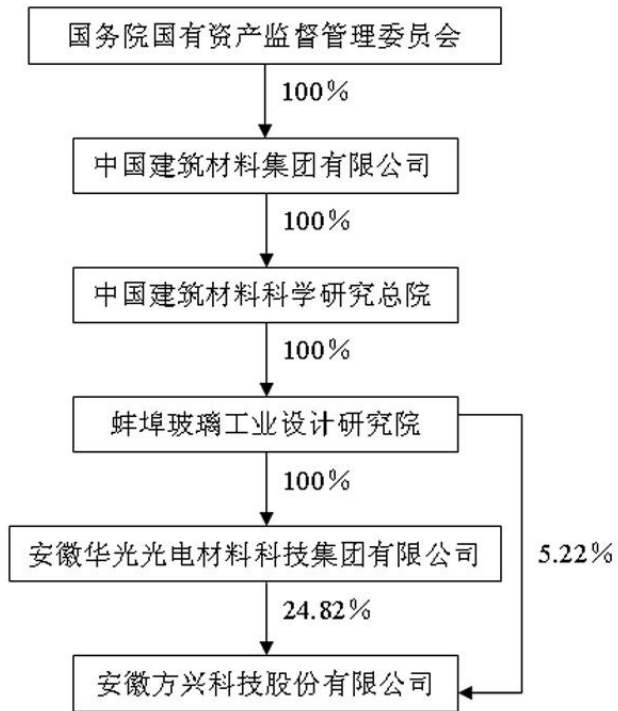 国务院国有资产监督管理委员会
100%
中国建筑材料集团有限公司
100%
中国建筑材料科学研究总院
100%
蚌埠玻璃工业设计研究院
100%
安徽华光光电材料科技集团有限公司
5.22%
24.82%
安徽方兴科技股份有限公司